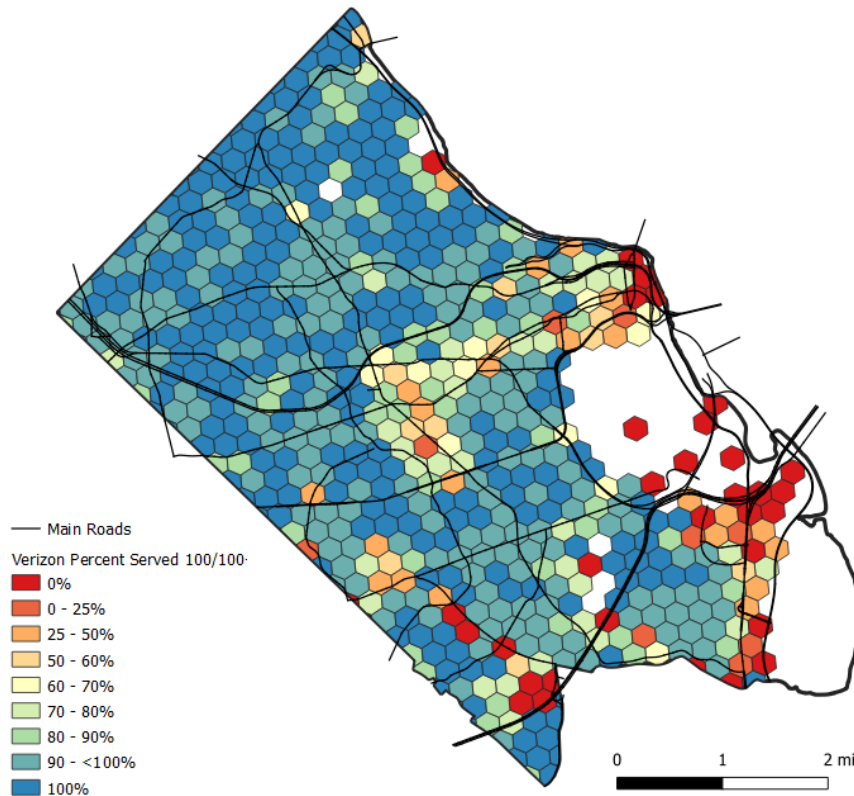 Main Roads
Verizon Percent Served 100/100·
0%
0 - 25%
25 - 50%
50 - 60%
60 - 70%
70 - 80%
80 - 90%
90 - <100%
100%
0 1 2 mi